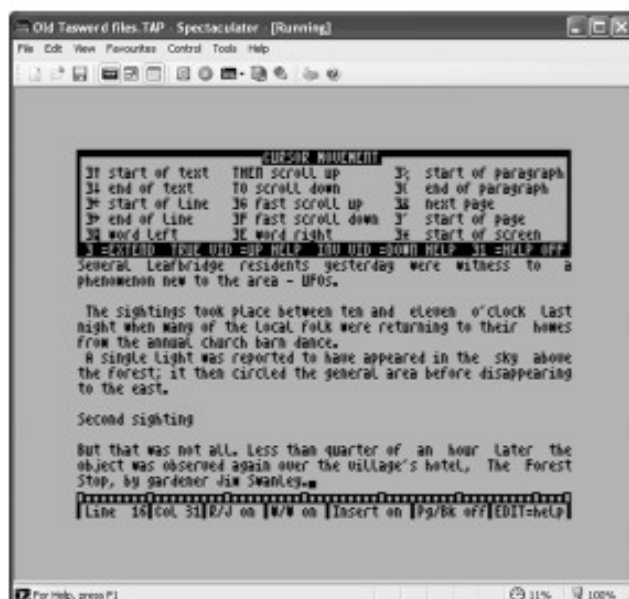 Old Tasword files.TAP - Spectaculator - [Running]
File Edit View Favourites Control Tools Help
CURSOR MOVEMENT
start of text THEN scroll up start of paragraph
end of text TO scroll down end of paragraph
start of line 3G fast scroll up 3& next page
end of line 3F fast scroll down 3' start of page
3Q word left 3E word right start of screen
3 =EXTEND TRUE VID =UP HELP INV VID =DOWN HELP 31 =HELP OFF
Several Leafbridge residents yesterday were witness to a
phenomenon new to the area - UFOs.
The sightings took place between ten and eleven o'clock last
night when many of the local folk were returning to their homes
from the annual church barn dance.
A single light was reported to have appeared in the sky above
the forest; it then circled the general area before disappearing
to the east.
Second sighting
But that was not all. Less than quarter of an hour later the
object was observed again over the village's hotel, The Forest
Stop, by gardener Jim Swanley.
Line 16 Col 31 R/J on W/W on Insert on Pg/Bk off EDIT=help
For Help, press F1 11% 100%